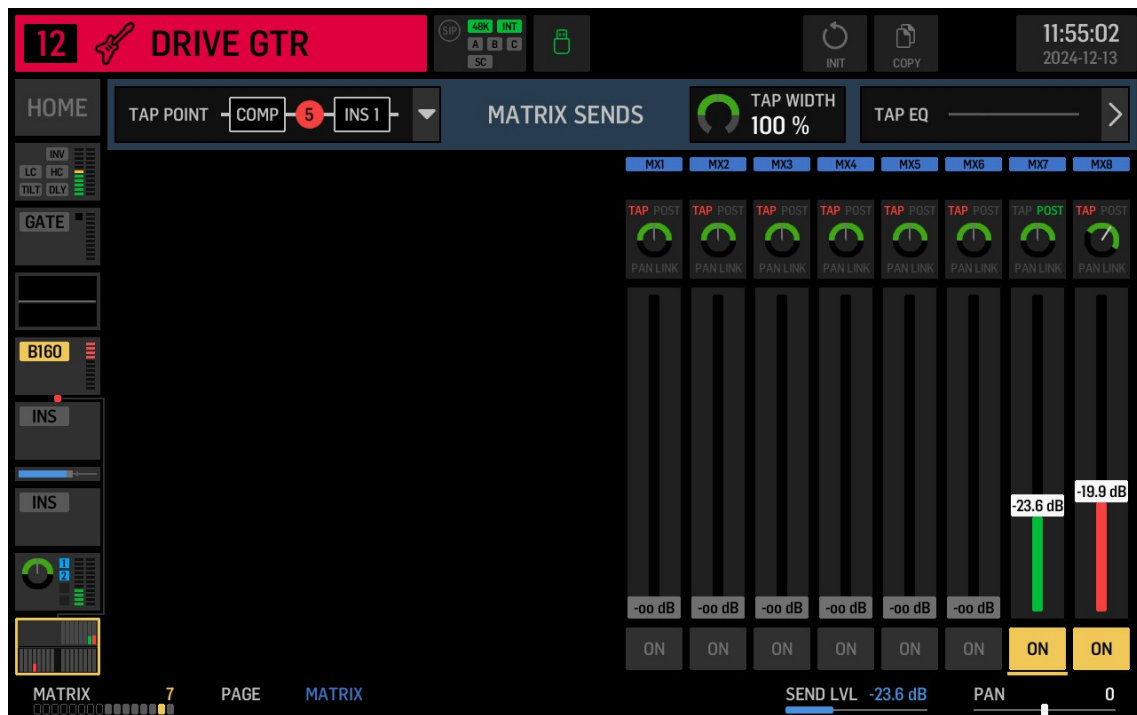 12 DRIVE GTR SIP 48K INT 11:55:02
A B C
SC INIT COPY 2024-12-13
HOME TAP POINT COMP 5 INS 1 MATRIX SENDS TAP WIDTH 100 % TAP EQ
INV
LC HC
TILT DLY
MX1 MX2 MX3 MX4 MX5 MX6 MX7 MX8
GATE
TAP POST TAP POST TAP POST TAP POST TAP POST TAP POST TAP POST TAP POST
PAN LINK PAN LINK PAN LINK PAN LINK PAN LINK PAN LINK PAN LINK PAN LINK
B160
INS
INS
-23.6 dB -19.9 dB
1
2
-oo dB -oo dB -oo dB -oo dB -oo dB -oo dB
ON ON ON ON ON ON ON ON
MATRIX 7 PAGE MATRIX SEND LVL -23.6 dB PAN 0